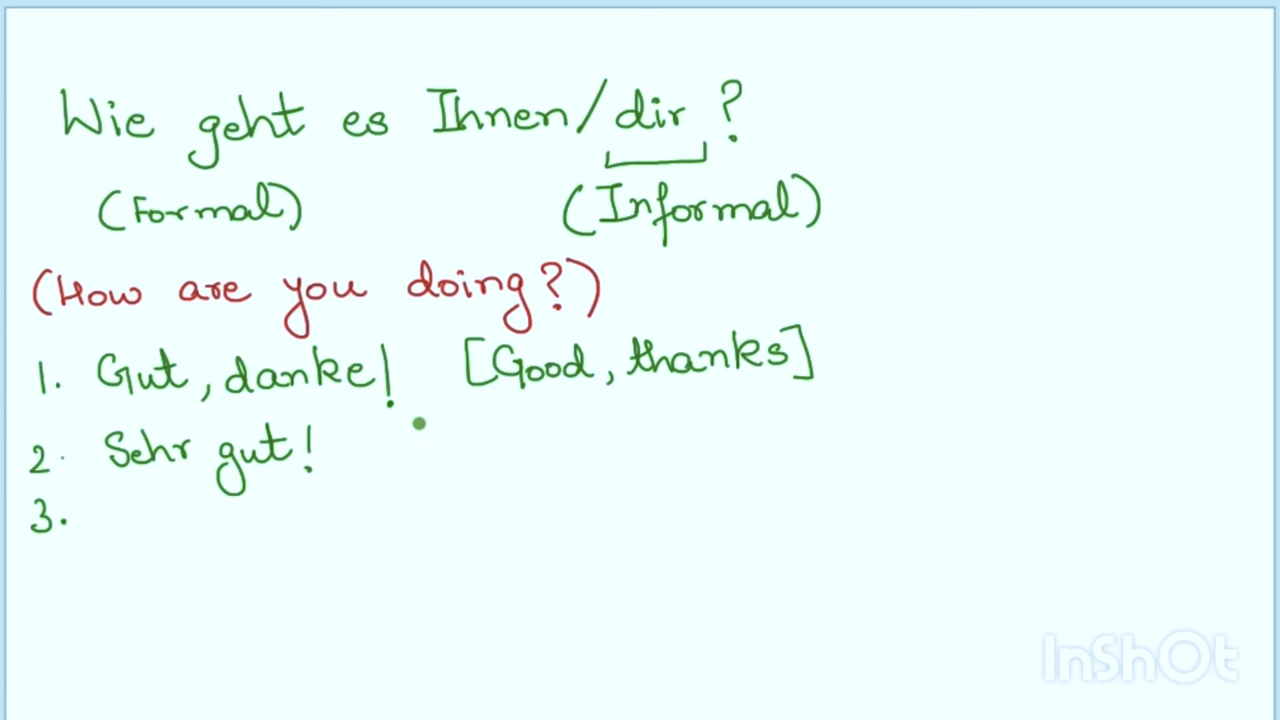 Wie geht es Ihnen/dir ?
(Formal) (Informal)
(How are you doing?)
1. Gut, danke! [Good, thanks]
2. Sehr gut!
3.
InShOt